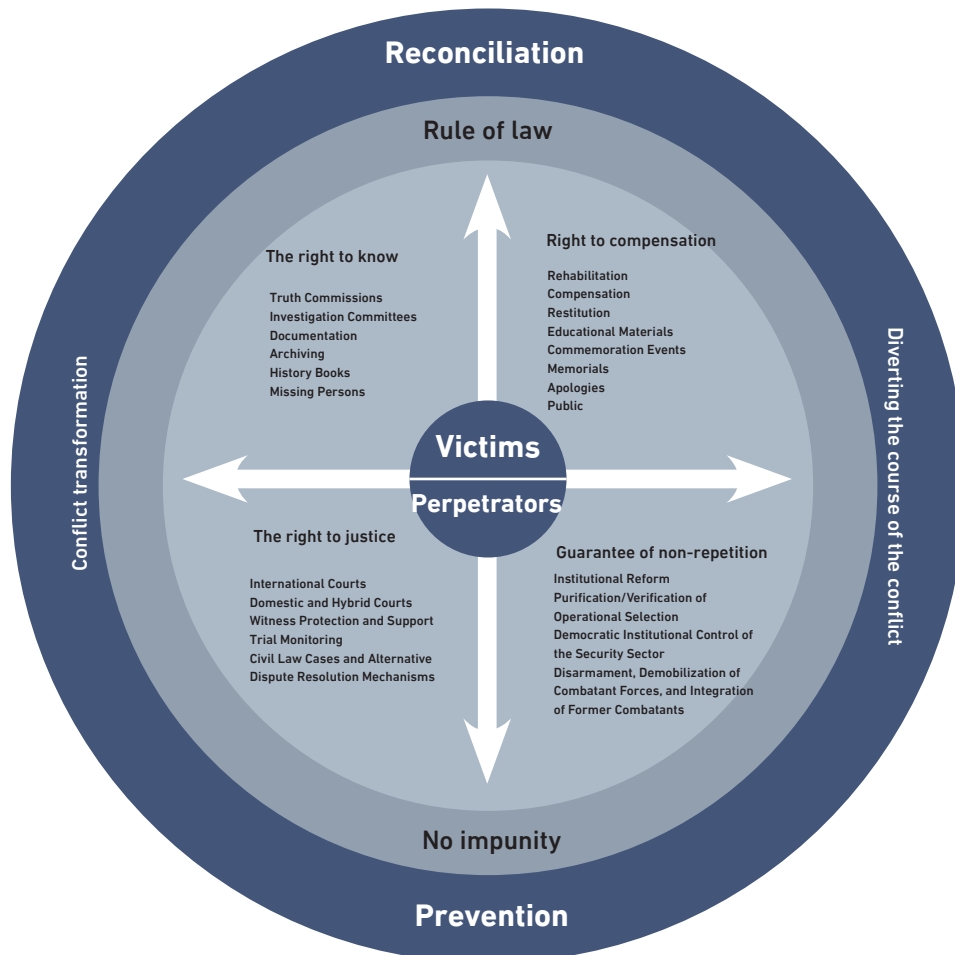 Reconciliation
Rule of law
The right to know
Truth Commissions
Investigation Committees
Documentation
Archiving
History Books
Missing Persons
Right to compensation
Rehabilitation
Compensation
Restitution
Educational Materials
Commemoration Events
Memorials
Apologies
Public
Conflict transformation
Victims
Perpetrators
Diverting the course of the conflict
The right to justice
International Courts
Domestic and Hybrid Courts
Witness Protection and Support
Trial Monitoring
Civil Law Cases and Alternative
Dispute Resolution Mechanisms
Guarantee of non-repetition
Institutional Reform
Purification/Verification of
Operational Selection
Democratic Institutional Control of
the Security Sector
Disarmament, Demobilization of
Combatant Forces, and Integration
of Former Combatants
No impunity
Prevention